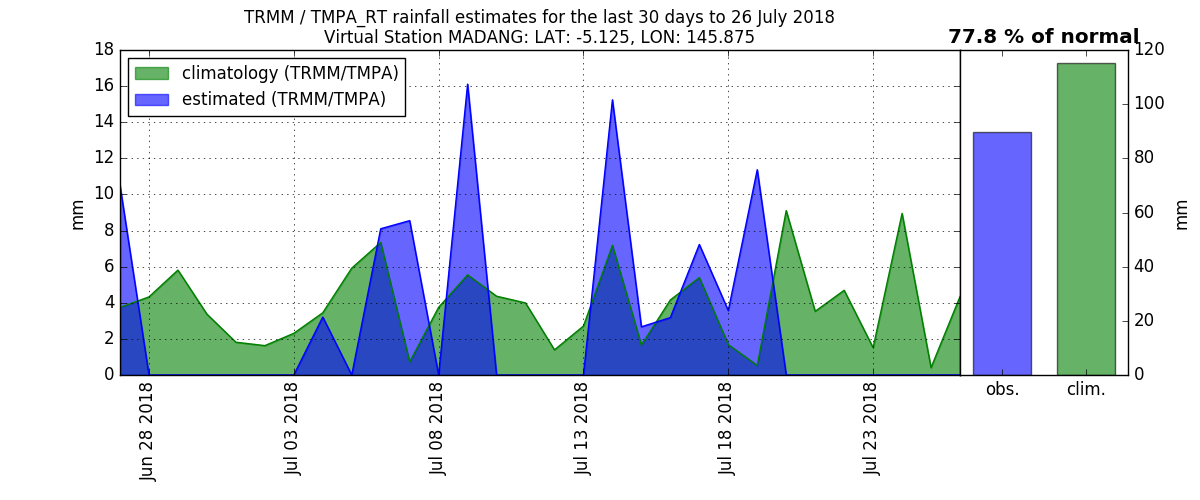 TRMM / TMPA_RT rainfall estimates for the last 30 days to 26 July 2018
Virtual Station MADANG: LAT: -5.125, LON: 145.875
77.8 % of normal
climatology (TRMM/TMPA)
estimated (TRMM/TMPA)
mm
18
16
14
12
10
8
6
4
2
0
Jun 28 2018
Jul 03 2018
Jul 08 2018
Jul 13 2018
Jul 18 2018
Jul 23 2018
obs.
clim.
120
100
80
60
40
20
0
mm